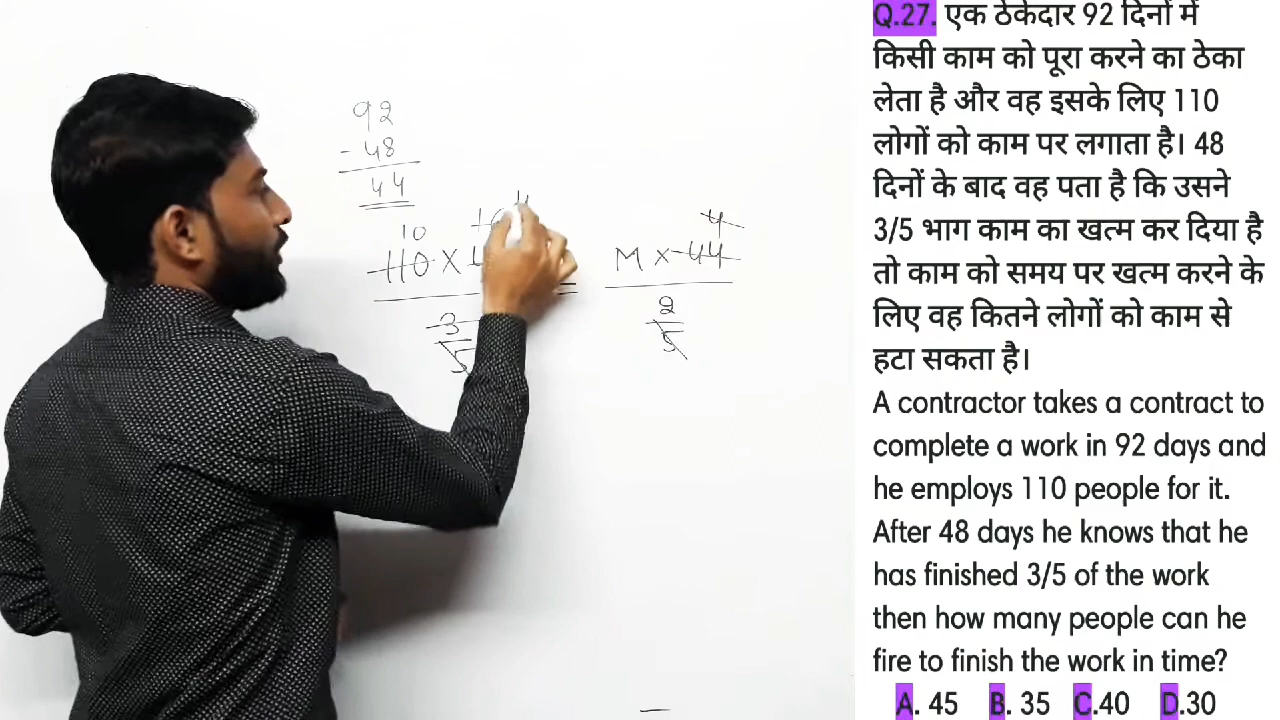 92
- 48
44
10
110 X
3
5
=
4
M X 44
2
5
Q.27. एक ठेकेदार 92 दिनों में
किसी काम को पूरा करने का ठेका
लेता है और वह इसके लिए 110
लोगों को काम पर लगाता है। 48
दिनों के बाद वह पता है कि उसने
3/5 भाग काम का खत्म कर दिया है
तो काम को समय पर खत्म करने के
लिए वह कितने लोगों को काम से
हटा सकता है।
A contractor takes a contract to
complete a work in 92 days and
he employs 110 people for it.
After 48 days he knows that he
has finished 3/5 of the work
then how many people can he
fire to finish the work in time?
A. 45 B. 35 C.40 D.30